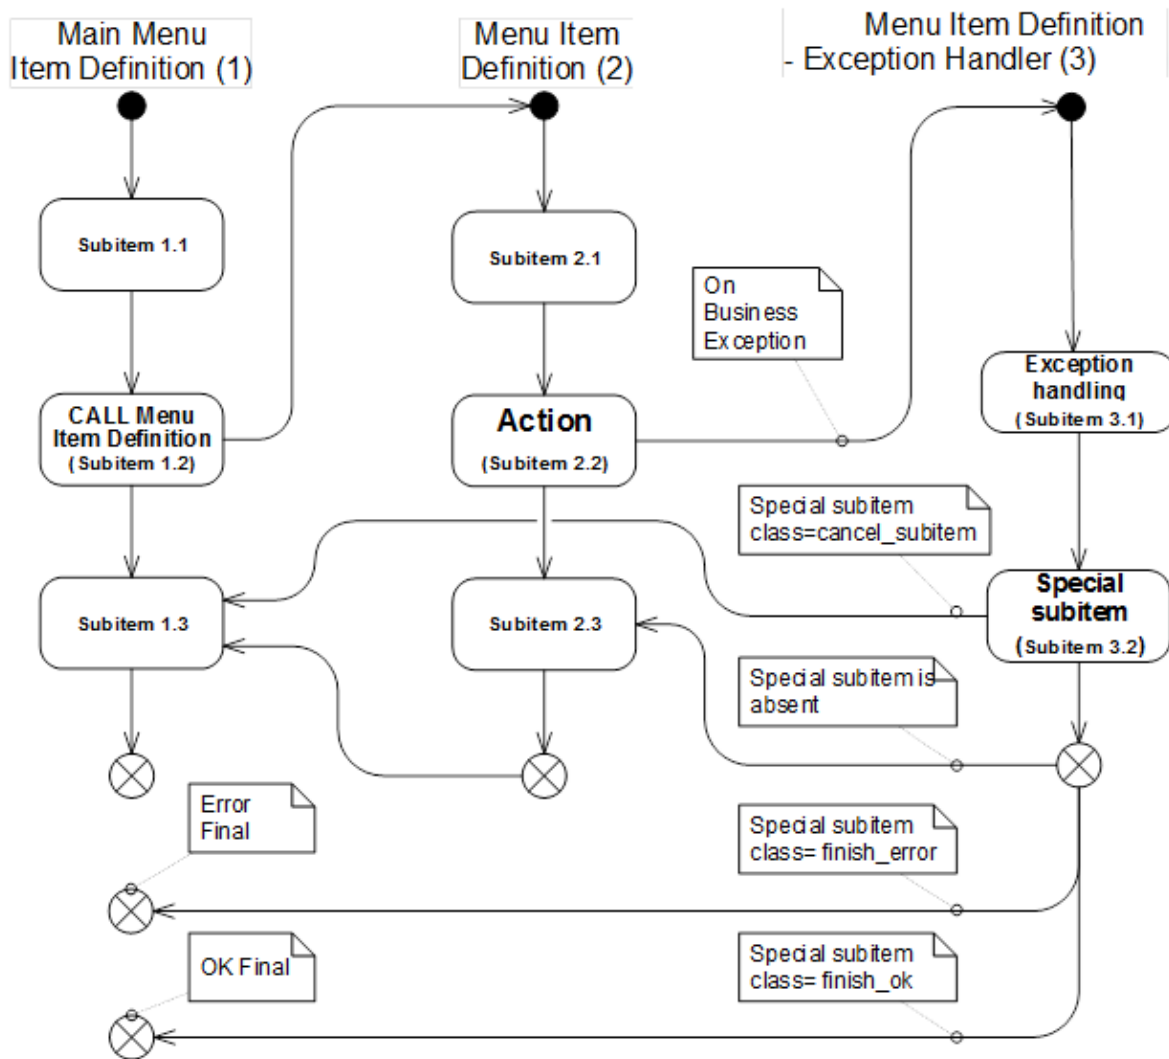 Main Menu
Item Definition (1)
Menu Item
Definition (2)
Menu Item Definition
- Exception Handler (3)
Subitem 1.1
Subitem 2.1
On
Business
Exception
Exception
handling
(Subitem 3.1)
CALL Menu
Item Definition
(Subitem 1.2)
Action
(Subitem 2.2)
Special subitem
class=cancel_subitem
Special
subitem
(Subitem 3.2)
Subitem 1.3
Subitem 2.3
Special subitem is
absent
Error
Final
Special subitem
class= finish_error
OK Final
Special subitem
class= finish_ok